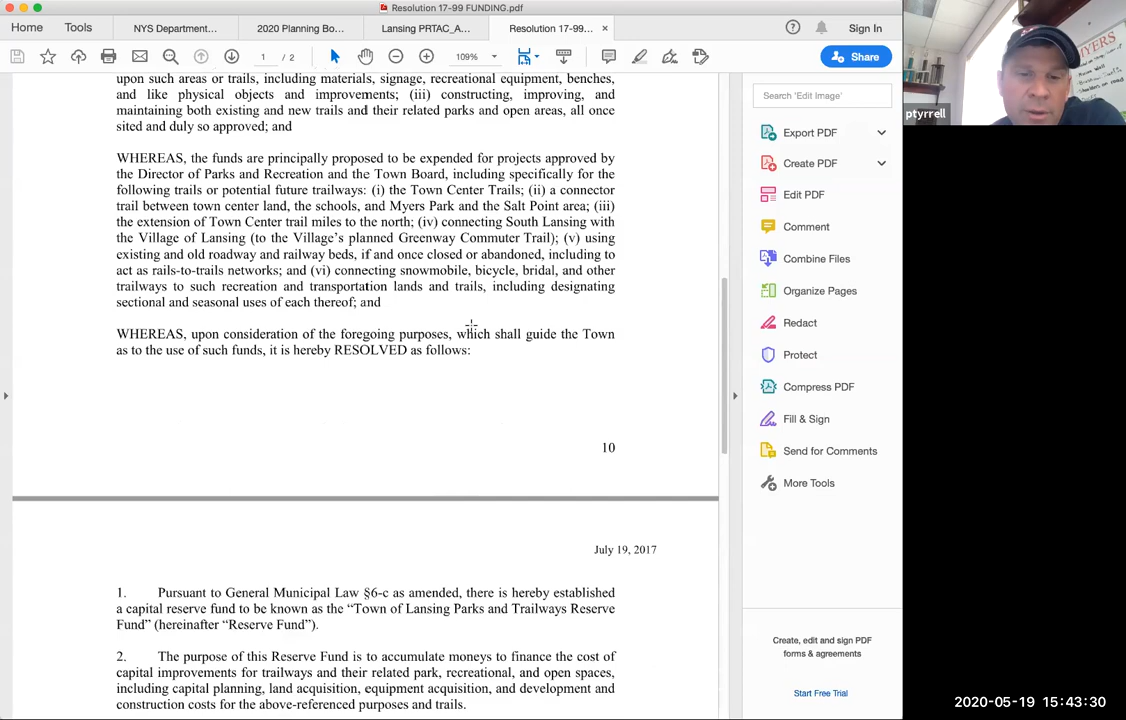 Resolution 17-99 FUNDING.pdf
Home
Tools
NYS Department...
2020 Planning Bo...
Lansing PRTAC_A...
Resolution 17-99...
×
Sign In
1 / 2
109%
Share
upon such areas or trails, including materials, signage, recreational equipment, benches,
and like physical objects and improvements; (iii) constructing, improving, and
maintaining both existing and new trails and their related parks and open areas, all once
sited and duly so approved; and
WHEREAS, the funds are principally proposed to be expended for projects approved by
the Director of Parks and Recreation and the Town Board, including specifically for the
following trails or potential future trailways: (i) the Town Center Trails; (ii) a connector
trail between town center land, the schools, and Myers Park and the Salt Point area; (iii)
the extension of Town Center trail miles to the north; (iv) connecting South Lansing with
the Village of Lansing (to the Village's planned Greenway Commuter Trail); (v) using
existing and old roadway and railway beds, if and once closed or abandoned, including to
act as rails-to-trails networks; and (vi) connecting snowmobile, bicycle, bridal, and other
trailways to such recreation and transportation lands and trails, including designating
sectional and seasonal uses of each thereof; and
WHEREAS, upon consideration of the foregoing purposes, which shall guide the Town
as to the use of such funds, it is hereby RESOLVED as follows:
10
July 19, 2017
1. Pursuant to General Municipal Law §6-c as amended, there is hereby established
a capital reserve fund to be known as the "Town of Lansing Parks and Trailways Reserve
Fund" (hereinafter "Reserve Fund").
2. The purpose of this Reserve Fund is to accumulate moneys to finance the cost of
capital improvements for trailways and their related park, recreational, and open spaces,
including capital planning, land acquisition, equipment acquisition, and development and
construction costs for the above-referenced purposes and trails.
Search 'Edit Image'
Export PDF
Create PDF
Edit PDF
Comment
Combine Files
Organize Pages
Redact
Protect
Compress PDF
Fill & Sign
Send for Comments
More Tools
Create, edit and sign PDF
forms & agreements
Start Free Trial
MYERS
ptyrrell
2020-05-19 15:43:30